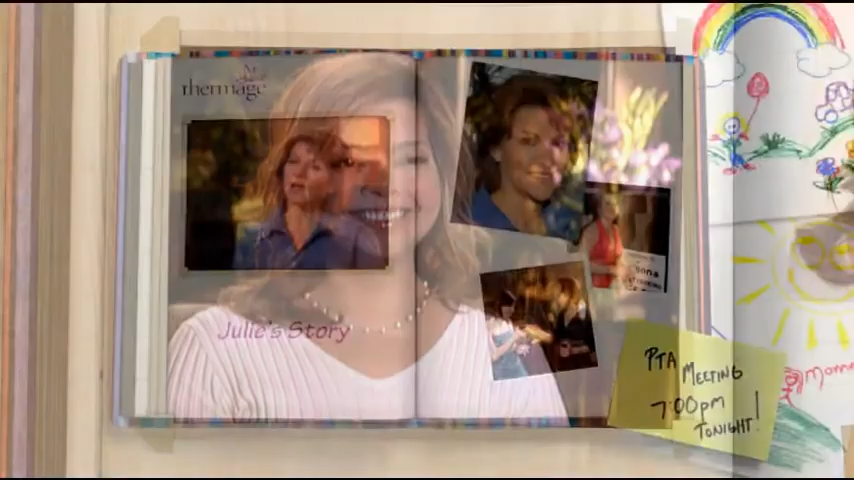 Thermage
Julie's Story
PTA
MEETING
7:00pm
TONIGHT!